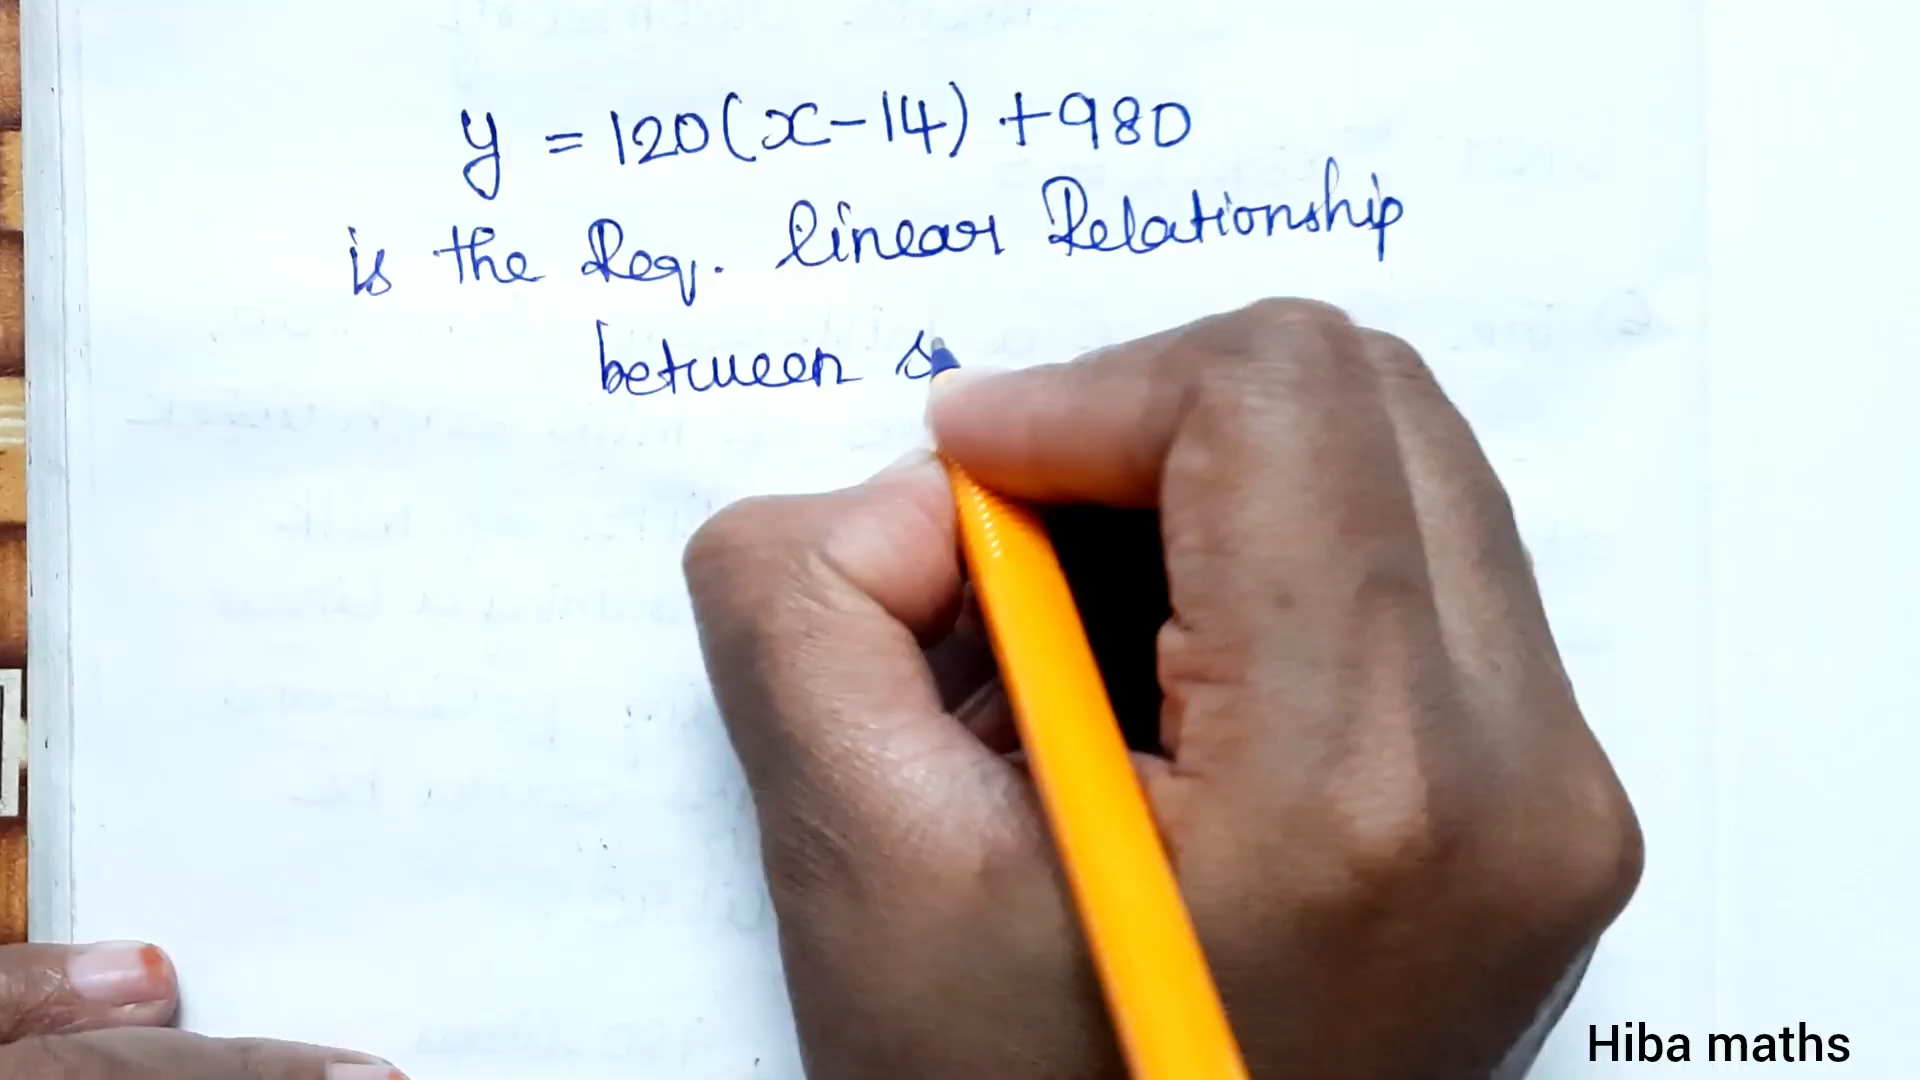 y = 120(x-14) + 980
is the Req. linear Relationship
between
Hiba maths